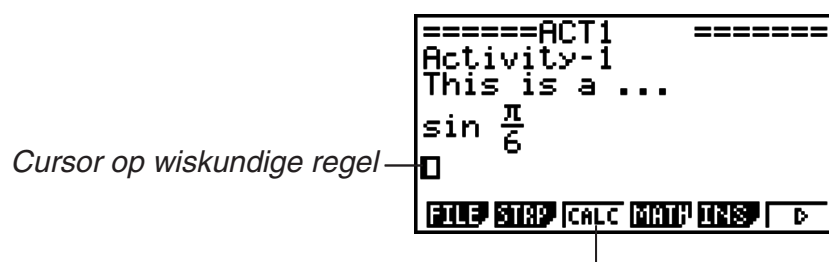 ======ACT1 =======
Activity-1
This is a ...
sin π/6
Cursor op wiskundige regel
FILE STRP CALC MATH INS ▷